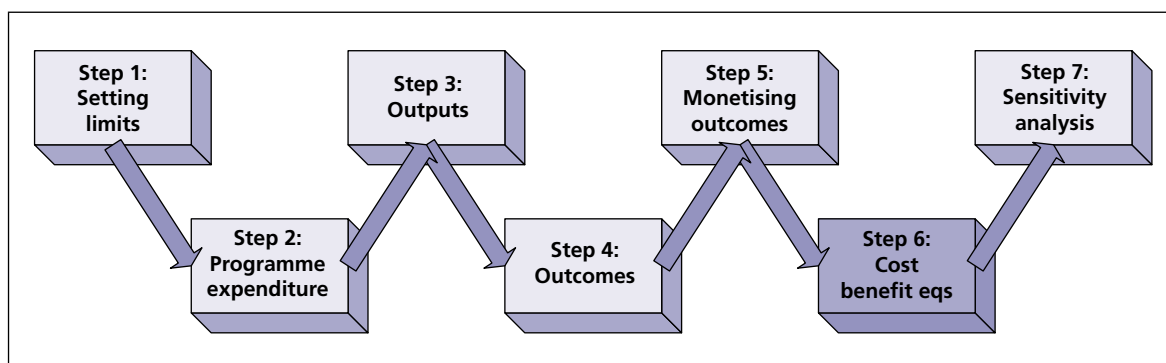 Step 1:
Setting
limits
Step 2:
Programme
expenditure
Step 3:
Outputs
Step 4:
Outcomes
Step 5:
Monetising
outcomes
Step 6:
Cost
benefit eqs
Step 7:
Sensitivity
analysis